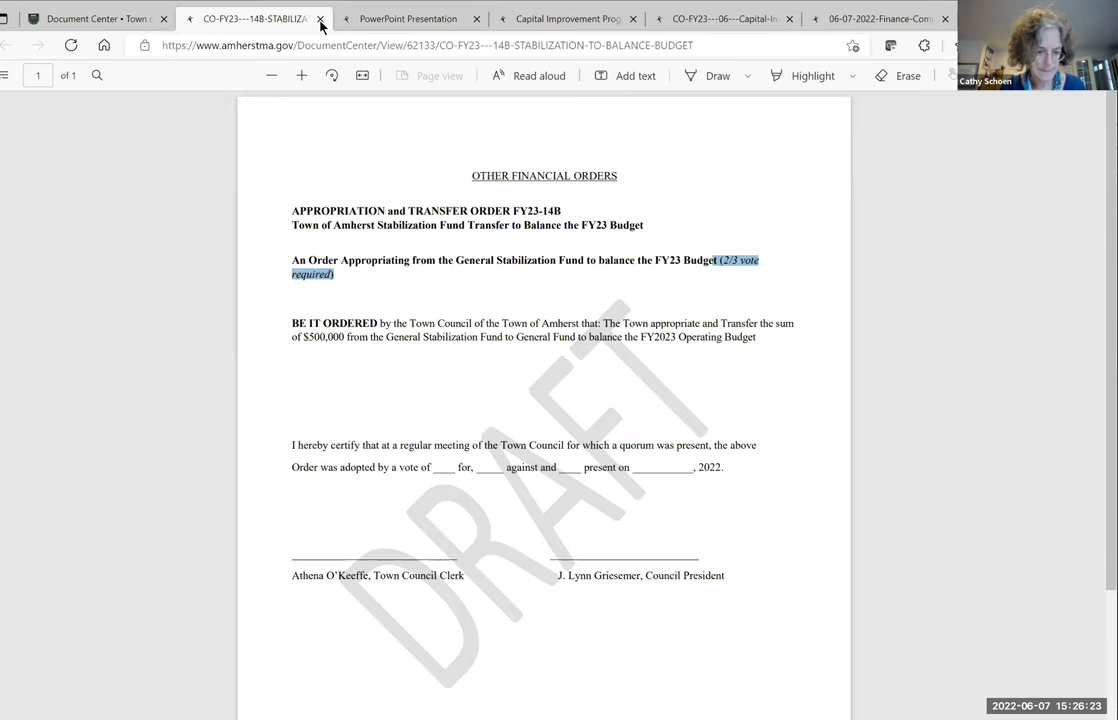 Document Center • Town o
CO-FY23---14B-STABILIZA
PowerPoint Presentation
Capital Improvement Prog
CO-FY23---06---Capital-In
06-07-2022-Finance-Com
https://www.amherstma.gov/DocumentCenter/View/62133/CO-FY23---14B-STABILIZATION-TO-BALANCE-BUDGET
1 of 1 Page view Read aloud Add text Draw Highlight Erase
Cathy Schoen
OTHER FINANCIAL ORDERS
APPROPRIATION and TRANSFER ORDER FY23-14B
Town of Amherst Stabilization Fund Transfer to Balance the FY23 Budget
An Order Appropriating from the General Stabilization Fund to balance the FY23 Budget (2/3 vote
required)
BE IT ORDERED by the Town Council of the Town of Amherst that: The Town appropriate and Transfer the sum
of $500,000 from the General Stabilization Fund to General Fund to balance the FY2023 Operating Budget
DRAFT
I hereby certify that at a regular meeting of the Town Council for which a quorum was present, the above
Order was adopted by a vote of ____ for, _____ against and ____ present on ___________, 2022.
Athena O'Keeffe, Town Council Clerk
J. Lynn Griesemer, Council President
2022-06-07 15:26:23